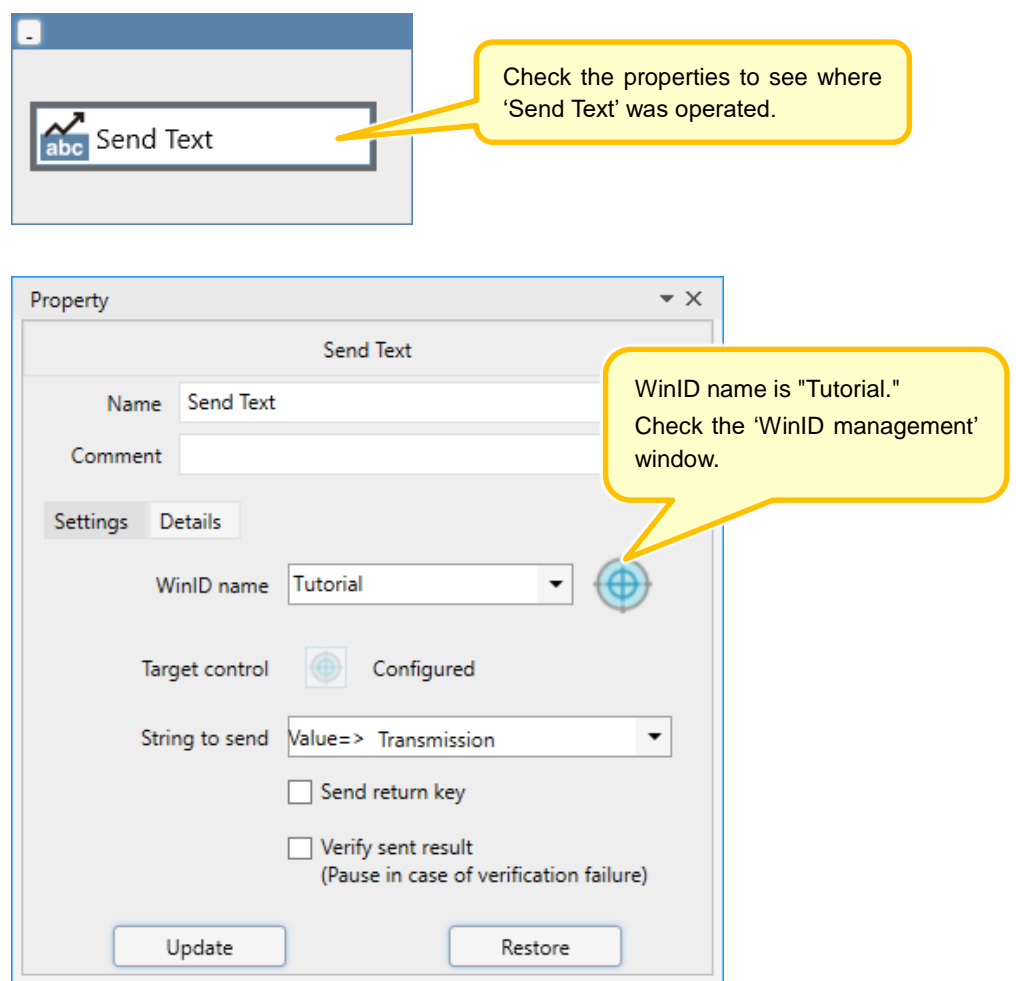 -
Check the properties to see where
‘Send Text’ was operated.
abc Send Text
Property
Send Text
WinID name is "Tutorial."
Check the ‘WinID management’
window.
Name Send Text
Comment
Settings Details
WinID name Tutorial
Target control Configured
String to send Value=> Transmission
Send return key
Verify sent result
(Pause in case of verification failure)
Update Restore